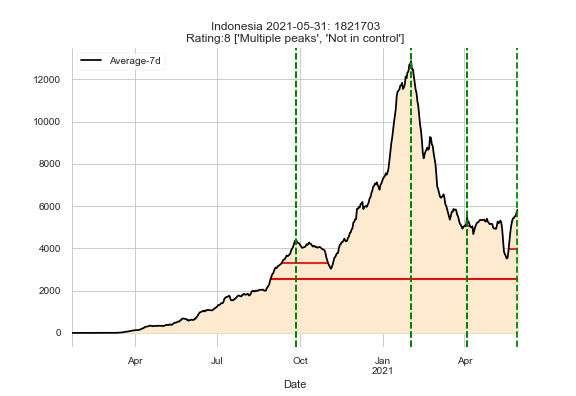 Indonesia 2021-05-31: 1821703
Rating:8 ['Multiple peaks', 'Not in control']
Average-7d
12000
10000
8000
6000
4000
2000
0
Apr Jul Oct Jan Apr
2021
Date